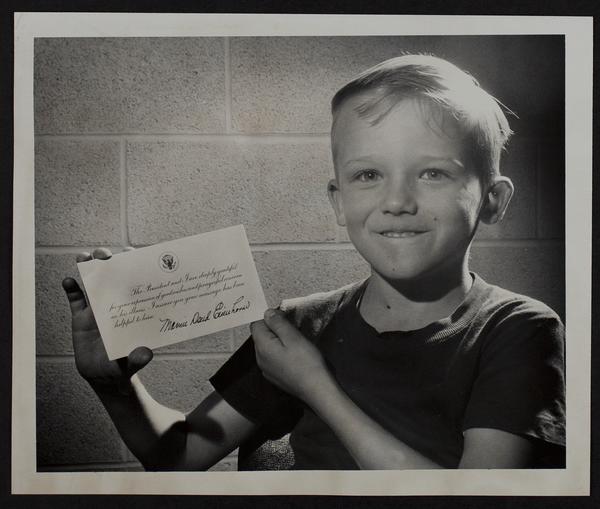 The President and I are deeply grateful
for your expression of good wishes and prayerful concern
in his illness. I assure you your message has been
helpful to him.
Mamie Doud Eisenhower